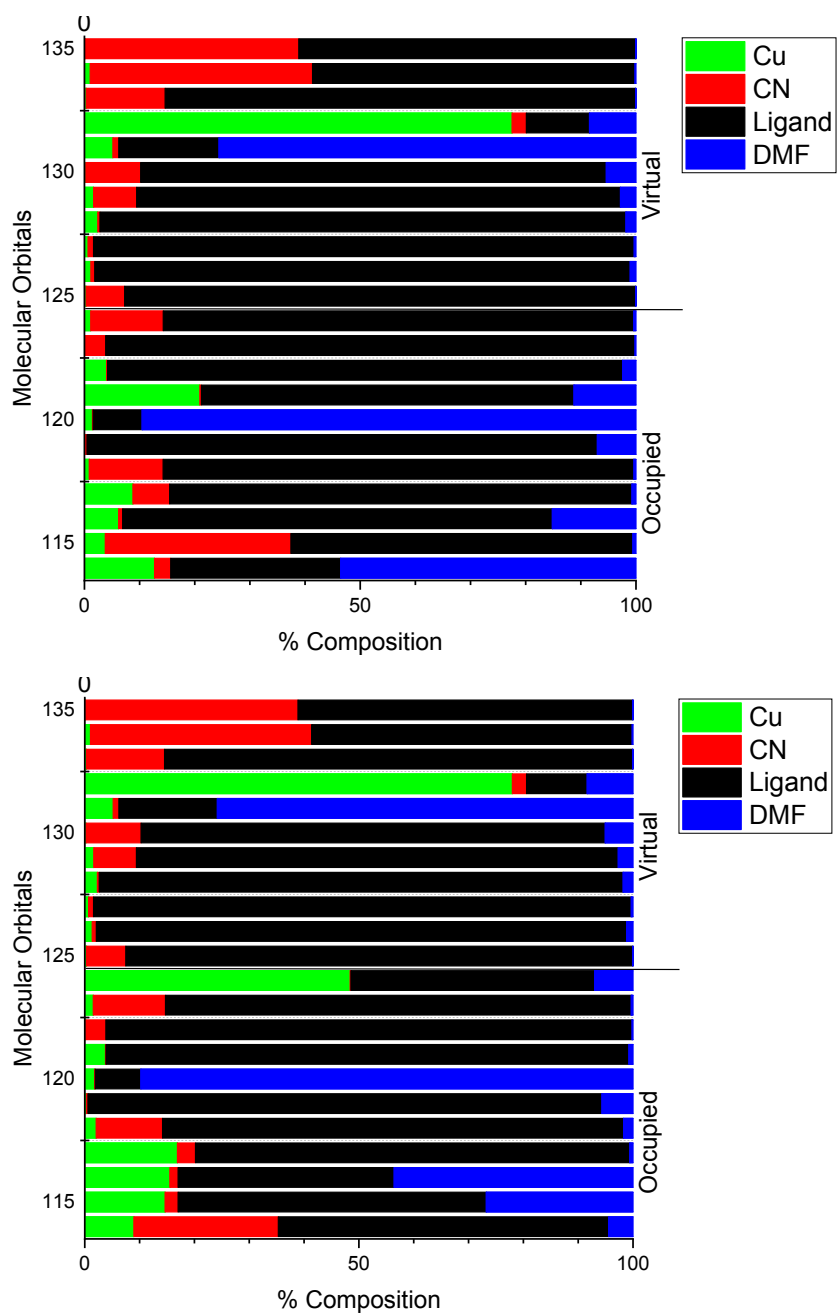 0
135
130
125
120
115
Molecular Orbitals
Virtual
Occupied
0
50
100
% Composition
Cu
CN
Ligand
DMF
0
135
130
125
120
115
Molecular Orbitals
Virtual
Occupied
0
50
100
% Composition
Cu
CN
Ligand
DMF